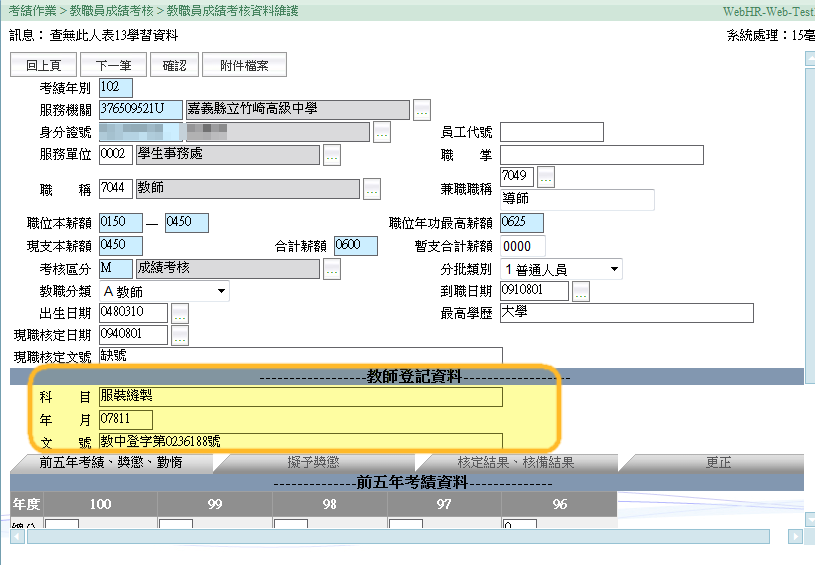 考績作業 > 教職員成績考核 > 教職員成績考核資料維護 WebHR-Web-Test
訊息： 查無此人表13學習資料 系統處理：15毫
回上頁 下一筆 確認 附件檔案
考績年別 102
服務機關 376509521U 嘉義縣立竹崎高級中學 ...
身分證號 ... 員工代號
服務單位 0002 學生事務處 ... 職 掌
職 稱 7044 教師 ... 兼職職稱 7049 ...
導師
職位本薪額 0150 — 0450 職位年功最高薪額 0625
現支本薪額 0450 合計薪額 0600 暫支合計薪額 0000
考核區分 M 成績考核 ... 分批類別 1 普通人員
教職分類 A 教師 到職日期 0910801 ...
出生日期 0480310 ... 最高學歷 大學
現職核定日期 0940801 ...
現職核定文號 缺號
-------------------教師登記資料-------------------
科 目 服裝縫製
年 月 07811
文 號 教中登字第0236188號
前五年考績、獎懲、勤惰 擬予獎懲 核定結果、核備結果 更正
--------------前五年考績資料--------------
年度 100 99 98 97 96